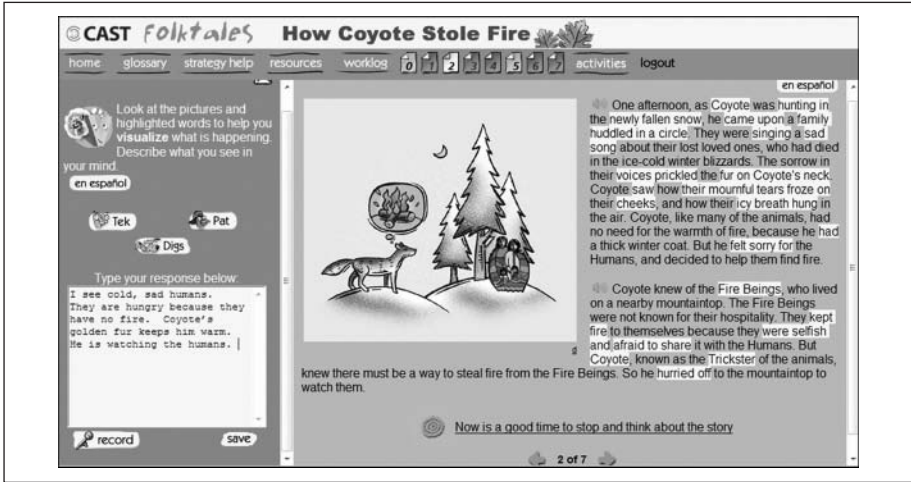 CAST Folktales How Coyote Stole Fire
home glossary strategy help resources worklog 0 1 2 3 4 5 6 7 activities logout
Look at the pictures and
highlighted words to help you
visualize what is happening.
Describe what you see in
your mind.
en español
Tek Pat
Digs
Type your response below:
I see cold, sad humans.
They are hungry because they
have no fire. Coyote's
golden fur keeps him warm.
He is watching the humans.
record save
en español
One afternoon, as Coyote was hunting in
the newly fallen snow, he came upon a family
huddled in a circle. They were singing a sad
song about their lost loved ones, who had died
in the ice-cold winter blizzards. The sorrow in
their voices prickled the fur on Coyote's neck.
Coyote saw how their mournful tears froze on
their cheeks, and how their icy breath hung in
the air. Coyote, like many of the animals, had
no need for the warmth of fire, because he had
a thick winter coat. But he felt sorry for the
Humans, and decided to help them find fire.
Coyote knew of the Fire Beings, who lived
on a nearby mountaintop. The Fire Beings
were not known for their hospitality. They kept
fire to themselves because they were selfish
and afraid to share it with the Humans. But
Coyote, known as the Trickster of the animals,
knew there must be a way to steal fire from the Fire Beings. So he hurried off to the mountaintop to
watch them.
Now is a good time to stop and think about the story
2 of 7